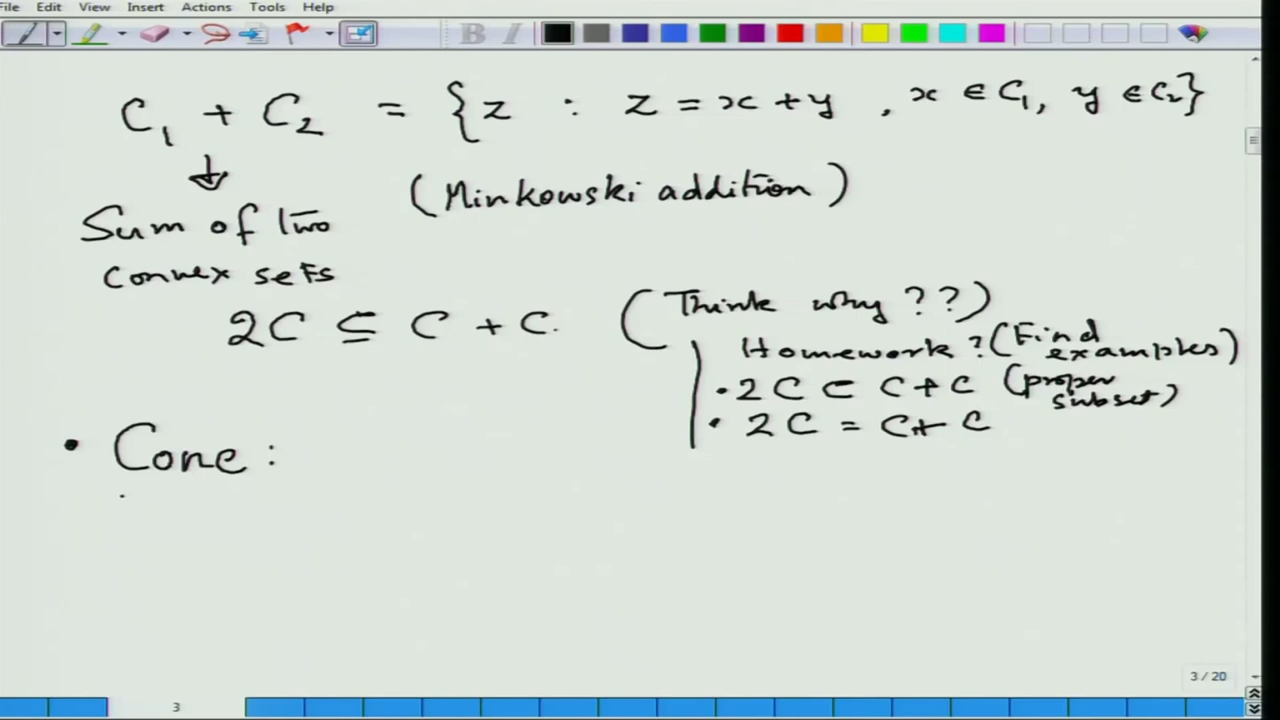 File Edit View Insert Actions Tools Help
B I
C₁ + C₂ = {z : z = x + y , x ∈ C₁, y ∈ C₂}
(Minkowski addition)
Sum of two
convex sets
2C ⊆ C + C.
(Think why ??)
Homework ? (Find
examples)
• 2C ⊂ C + C (proper
subset)
• 2C = C + C
• Cone :
3 / 20
3